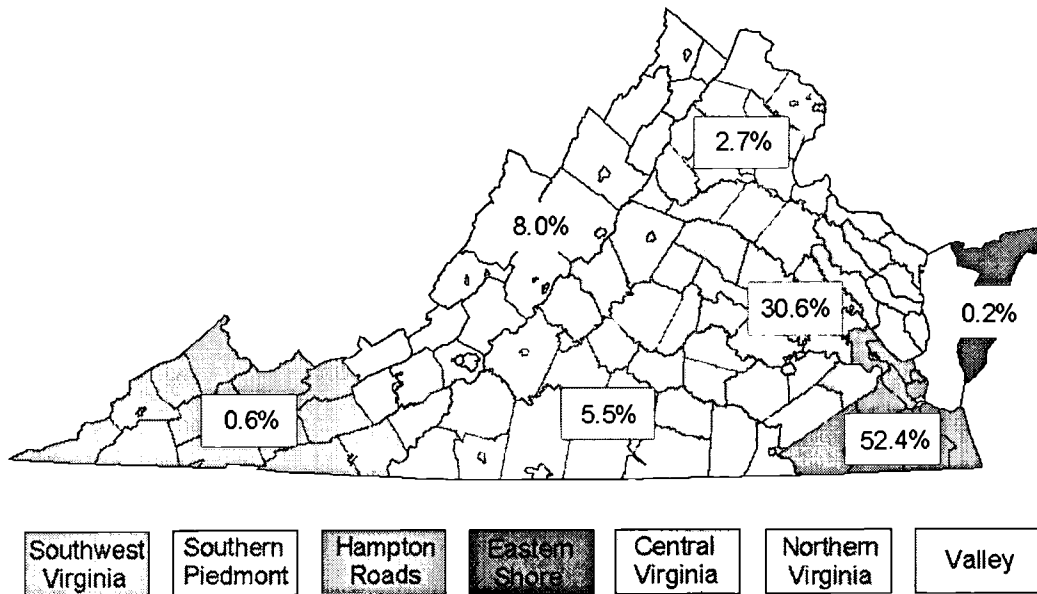 2.7%
8.0%
30.6%
0.2%
0.6%
5.5%
52.4%
Southwest
Virginia
Southern
Piedmont
Hampton
Roads
Eastern
Shore
Central
Virginia
Northern
Virginia
Valley